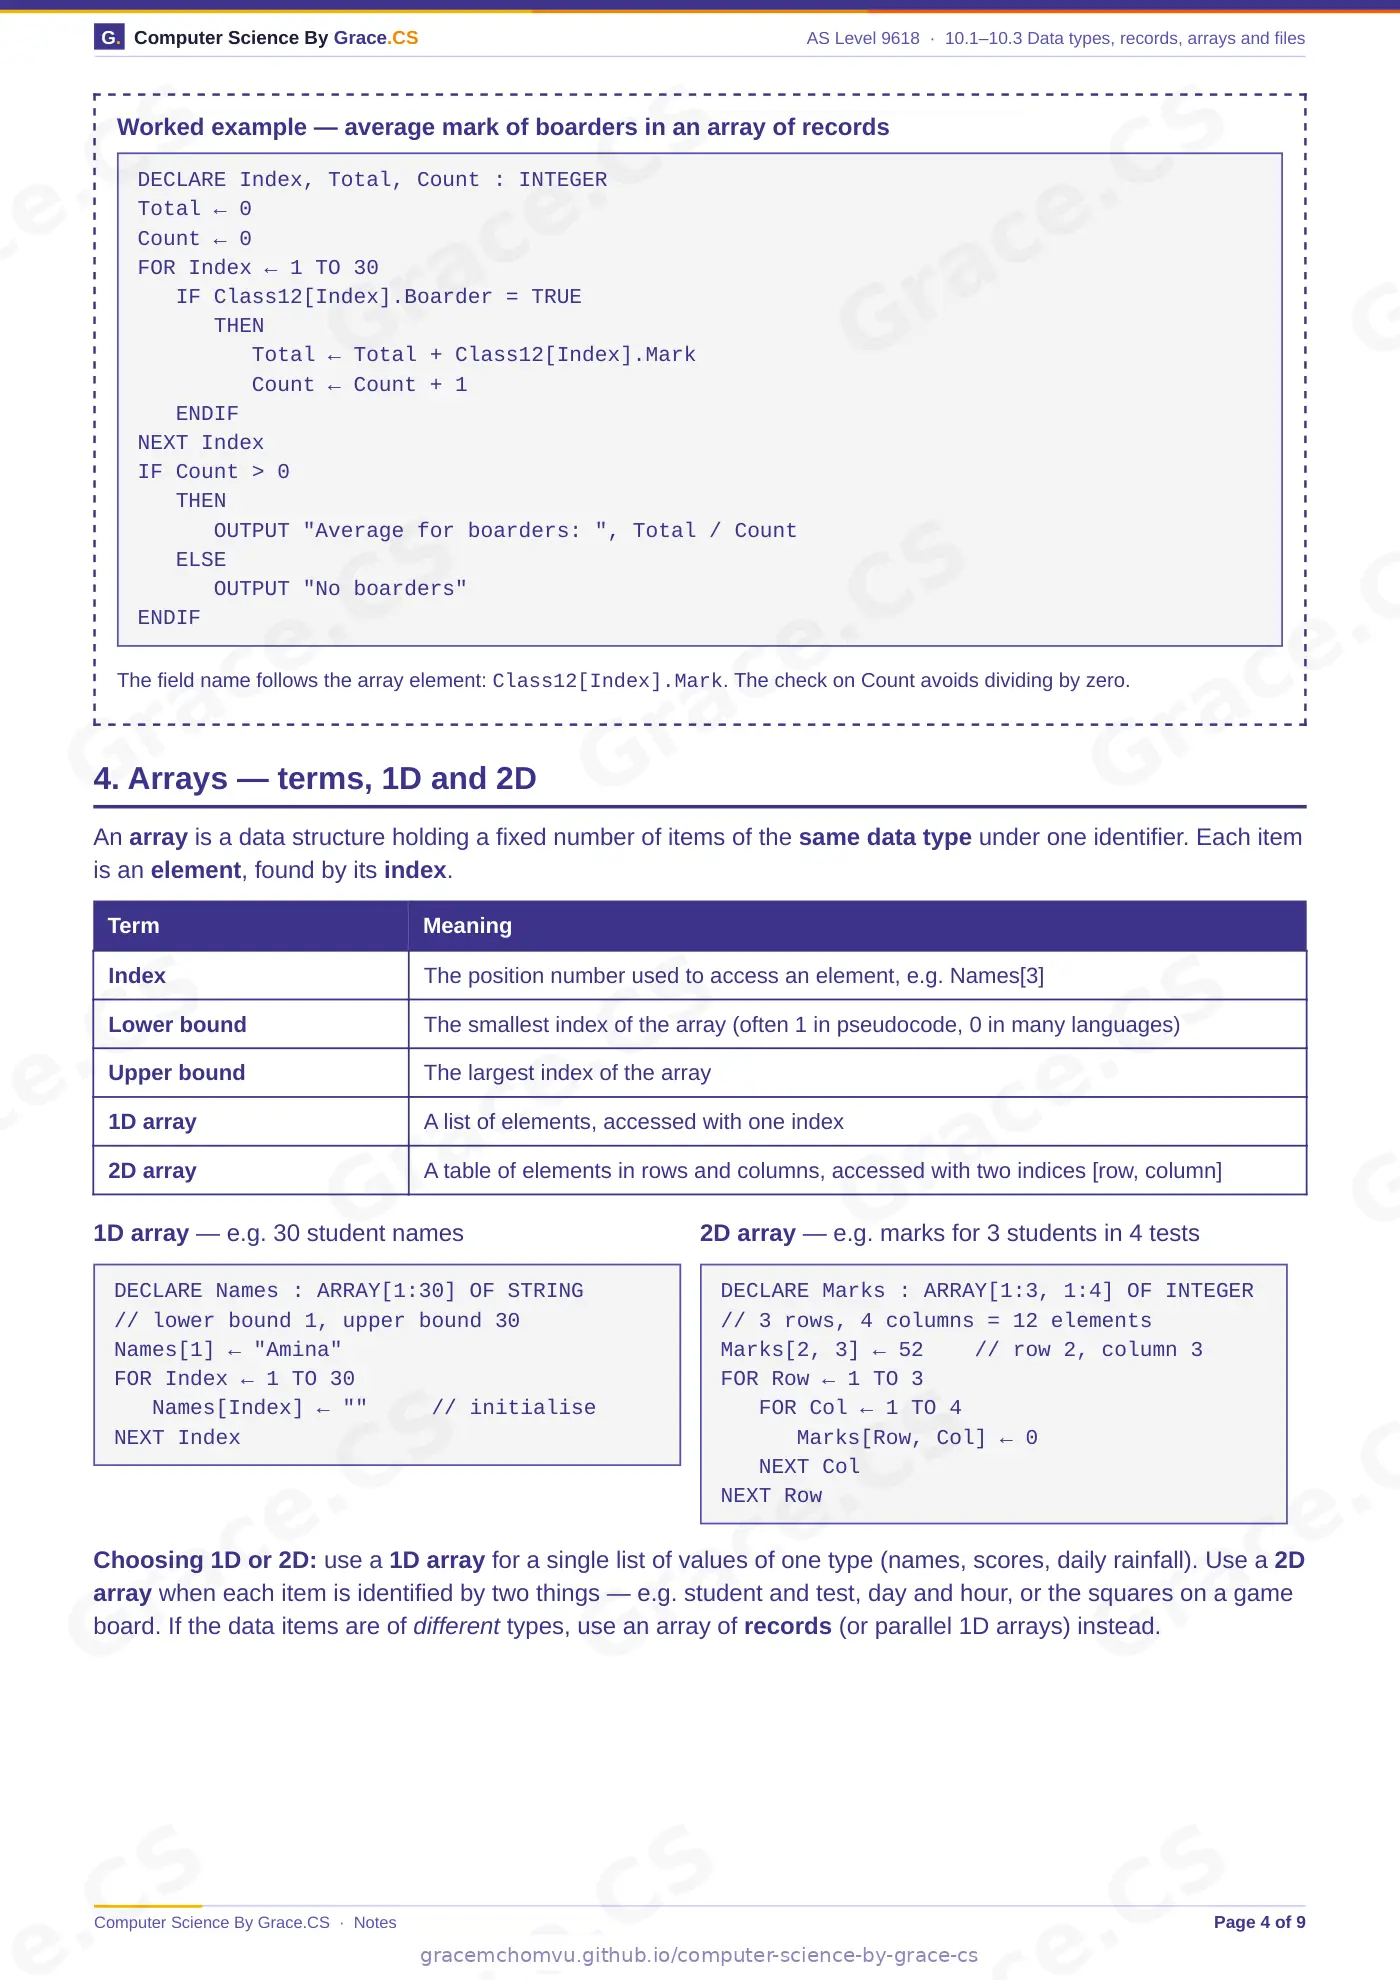 G. Computer Science By Grace.CS
AS Level 9618 · 10.1–10.3 Data types, records, arrays and files
Worked example — average mark of boarders in an array of records
DECLARE Index, Total, Count : INTEGER
Total ← 0
Count ← 0
FOR Index ← 1 TO 30
   IF Class12[Index].Boarder = TRUE
      THEN
         Total ← Total + Class12[Index].Mark
         Count ← Count + 1
   ENDIF
NEXT Index
IF Count > 0
   THEN
      OUTPUT "Average for boarders: ", Total / Count
   ELSE
      OUTPUT "No boarders"
ENDIF
The field name follows the array element: Class12[Index].Mark. The check on Count avoids dividing by zero.
4. Arrays — terms, 1D and 2D
An array is a data structure holding a fixed number of items of the same data type under one identifier. Each item
is an element, found by its index.
Term Meaning
Index The position number used to access an element, e.g. Names[3]
Lower bound The smallest index of the array (often 1 in pseudocode, 0 in many languages)
Upper bound The largest index of the array
1D array A list of elements, accessed with one index
2D array A table of elements in rows and columns, accessed with two indices [row, column]
1D array — e.g. 30 student names
DECLARE Names : ARRAY[1:30] OF STRING
// lower bound 1, upper bound 30
Names[1] ← "Amina"
FOR Index ← 1 TO 30
   Names[Index] ← ""     // initialise
NEXT Index
2D array — e.g. marks for 3 students in 4 tests
DECLARE Marks : ARRAY[1:3, 1:4] OF INTEGER
// 3 rows, 4 columns = 12 elements
Marks[2, 3] ← 52    // row 2, column 3
FOR Row ← 1 TO 3
   FOR Col ← 1 TO 4
      Marks[Row, Col] ← 0
   NEXT Col
NEXT Row
Choosing 1D or 2D: use a 1D array for a single list of values of one type (names, scores, daily rainfall). Use a 2D
array when each item is identified by two things — e.g. student and test, day and hour, or the squares on a game
board. If the data items are of different types, use an array of records (or parallel 1D arrays) instead.
Computer Science By Grace.CS · Notes
Page 4 of 9
gracemchomvu.github.io/computer-science-by-grace-cs